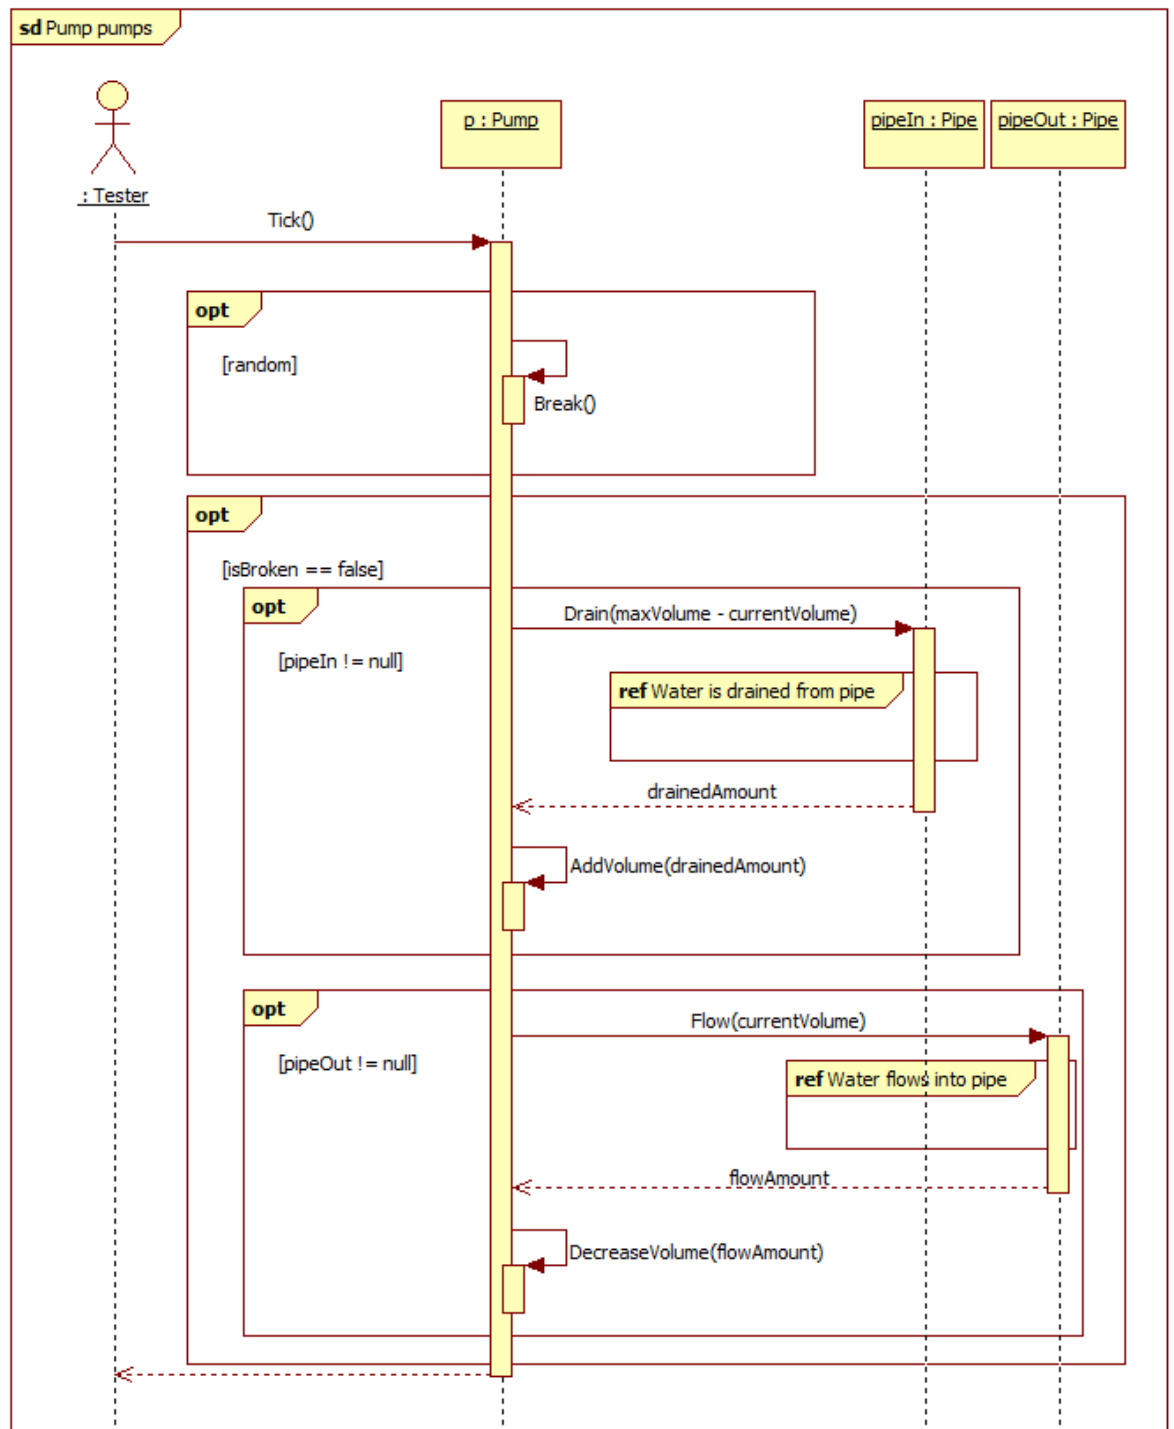 sd Pump pumps
p : Pump
pipeIn : Pipe
pipeOut : Pipe
: Tester
Tick()
opt
[random]
Break()
opt
[isBroken == false]
opt
Drain(maxVolume - currentVolume)
[pipeIn != null]
ref Water is drained from pipe
drainedAmount
AddVolume(drainedAmount)
opt
Flow(currentVolume)
[pipeOut != null]
ref Water flows into pipe
flowAmount
DecreaseVolume(flowAmount)